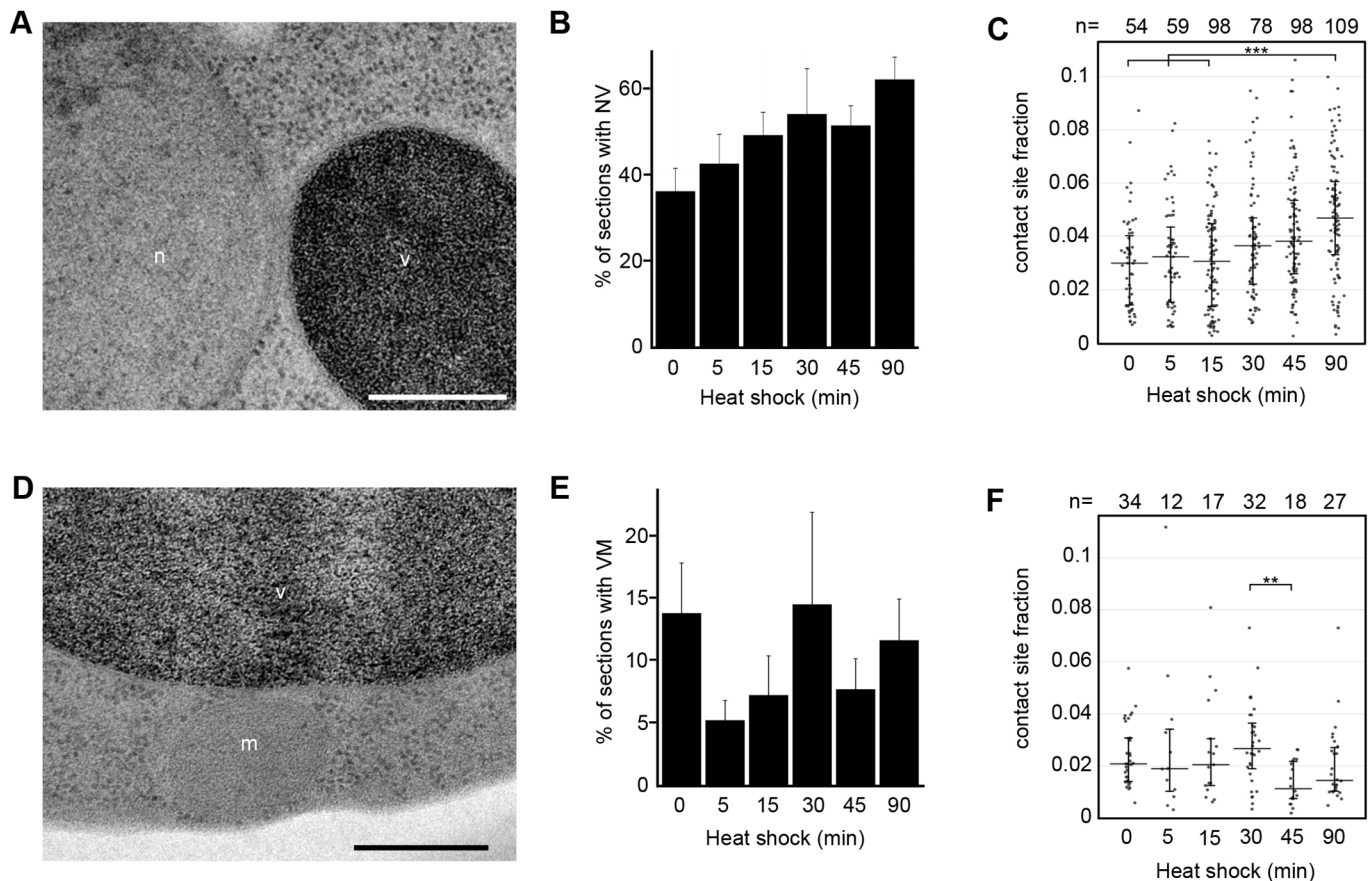 A
n
v
B
% of sections with NV
60
40
20
0
0 5 15 30 45 90
Heat shock (min)
C
n= 54 59 98 78 98 109
***
contact site fraction
0.1
0.08
0.06
0.04
0.02
0
0 5 15 30 45 90
Heat shock (min)
D
v
m
E
% of sections with VM
20
15
10
5
0
0 5 15 30 45 90
Heat shock (min)
F
n= 34 12 17 32 18 27
**
contact site fraction
0.1
0.08
0.06
0.04
0.02
0
0 5 15 30 45 90
Heat shock (min)